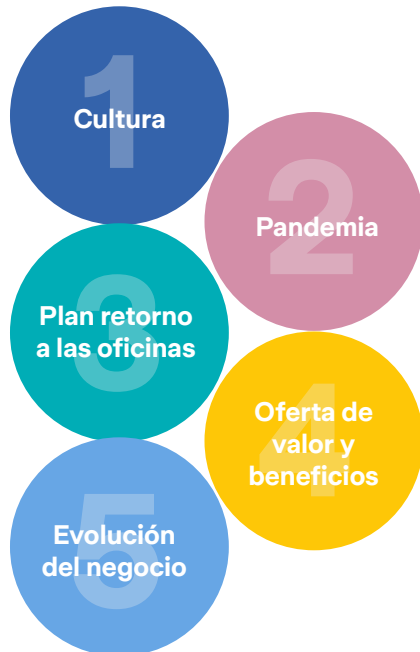 1
Cultura
2
Pandemia
3
Plan retorno
a las oficinas
4
Oferta de
valor y
beneficios
5
Evolución
del negocio